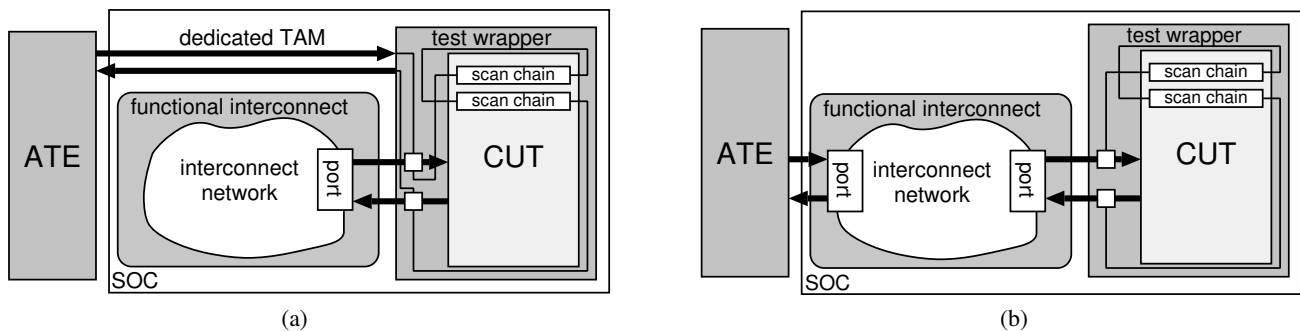 ATE
dedicated TAM
test wrapper
scan chain
scan chain
functional interconnect
interconnect
network
port
CUT
SOC
(a)
ATE
test wrapper
scan chain
scan chain
functional interconnect
port
interconnect
network
port
CUT
SOC
(b)